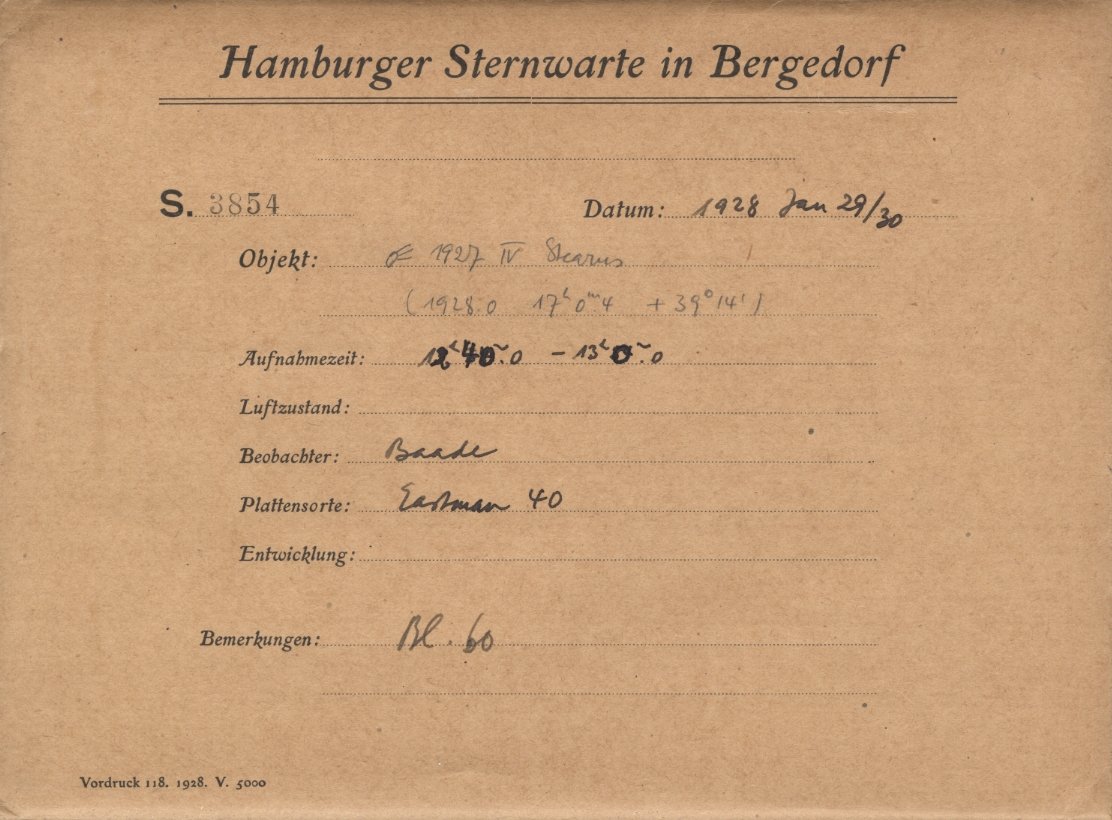 Hamburger Sternwarte in Bergedorf
S. 3854 Datum: 1928 Jan 29/30
Objekt: ☄ 1927 IV Stearns
(1928.0 17ʰ 0ᵐ.4 + 39° 14')
Aufnahmezeit: 12ʰ 40ᵐ.0 – 13ʰ 0ᵐ.0
Luftzustand:
Beobachter: Baade
Plattensorte: Eastman 40
Entwicklung:
Bemerkungen: Bl. 60
Vordruck 118. 1928. V. 5000